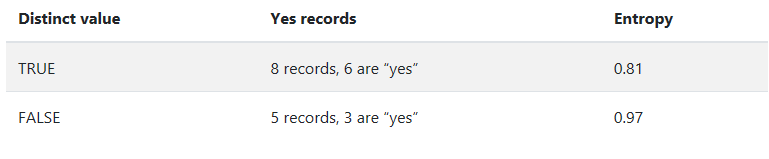 Distinct value Yes records Entropy
TRUE 8 records, 6 are “yes” 0.81
FALSE 5 records, 3 are “yes” 0.97